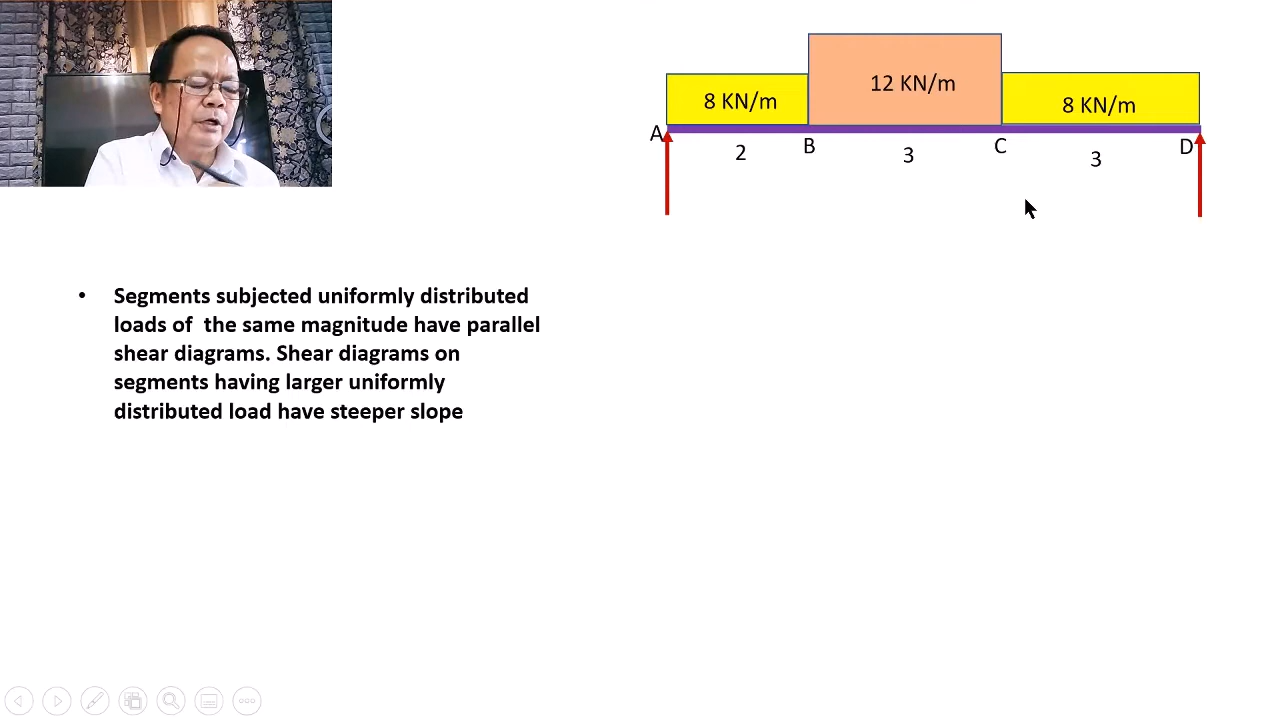 8 KN/m
12 KN/m
8 KN/m
A
2
B
3
C
3
D
• Segments subjected uniformly distributed
loads of the same magnitude have parallel
shear diagrams. Shear diagrams on
segments having larger uniformly
distributed load have steeper slope